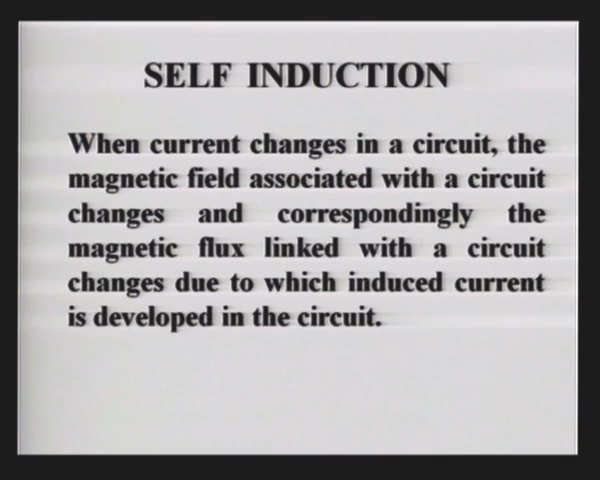 SELF INDUCTION
When current changes in a circuit, the
magnetic field associated with a circuit
changes and correspondingly the
magnetic flux linked with a circuit
changes due to which induced current
is developed in the circuit.